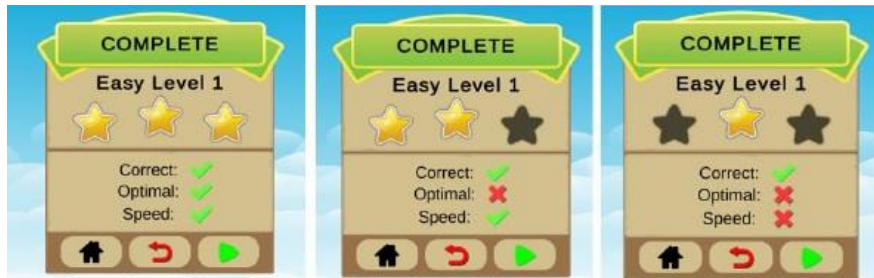 COMPLETE
Easy Level 1
Correct:
Optimal:
Speed:
COMPLETE
Easy Level 1
Correct:
Optimal:
Speed:
COMPLETE
Easy Level 1
Correct:
Optimal:
Speed: